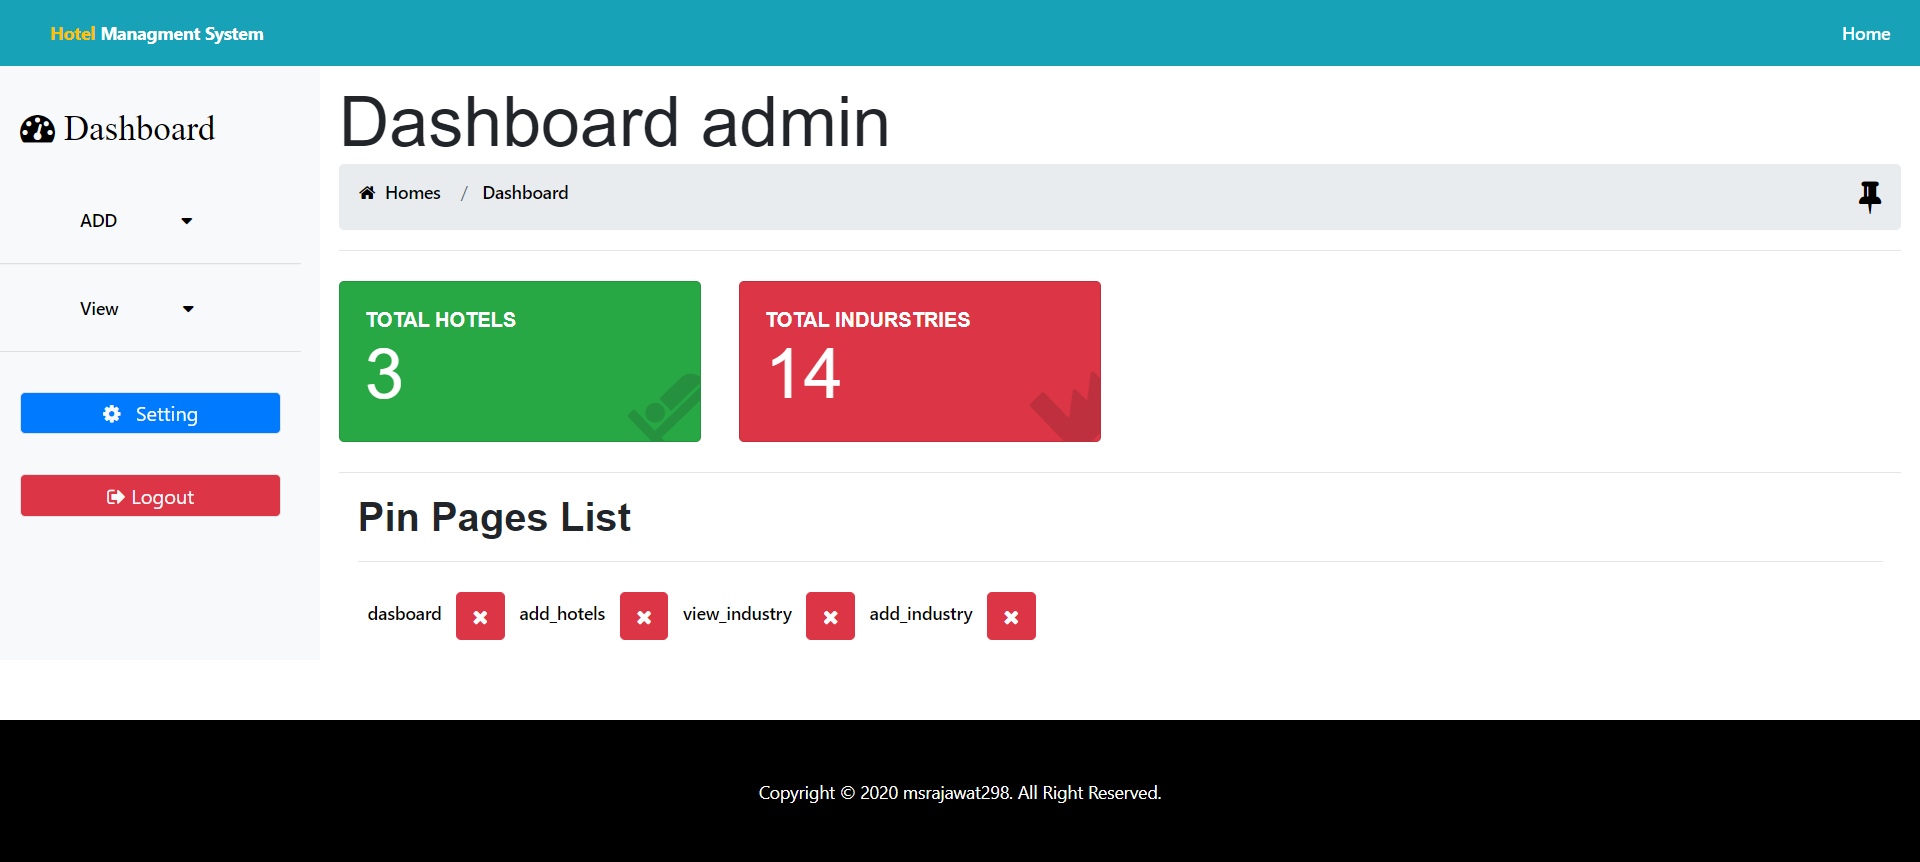 Hotel Managment System
Home
Dashboard
ADD
View
Setting
Logout
Dashboard admin
Homes / Dashboard
TOTAL HOTELS
3
TOTAL INDURSTRIES
14
Pin Pages List
dasboard add_hotels view_industry add_industry
Copyright © 2020 msrajawat298. All Right Reserved.